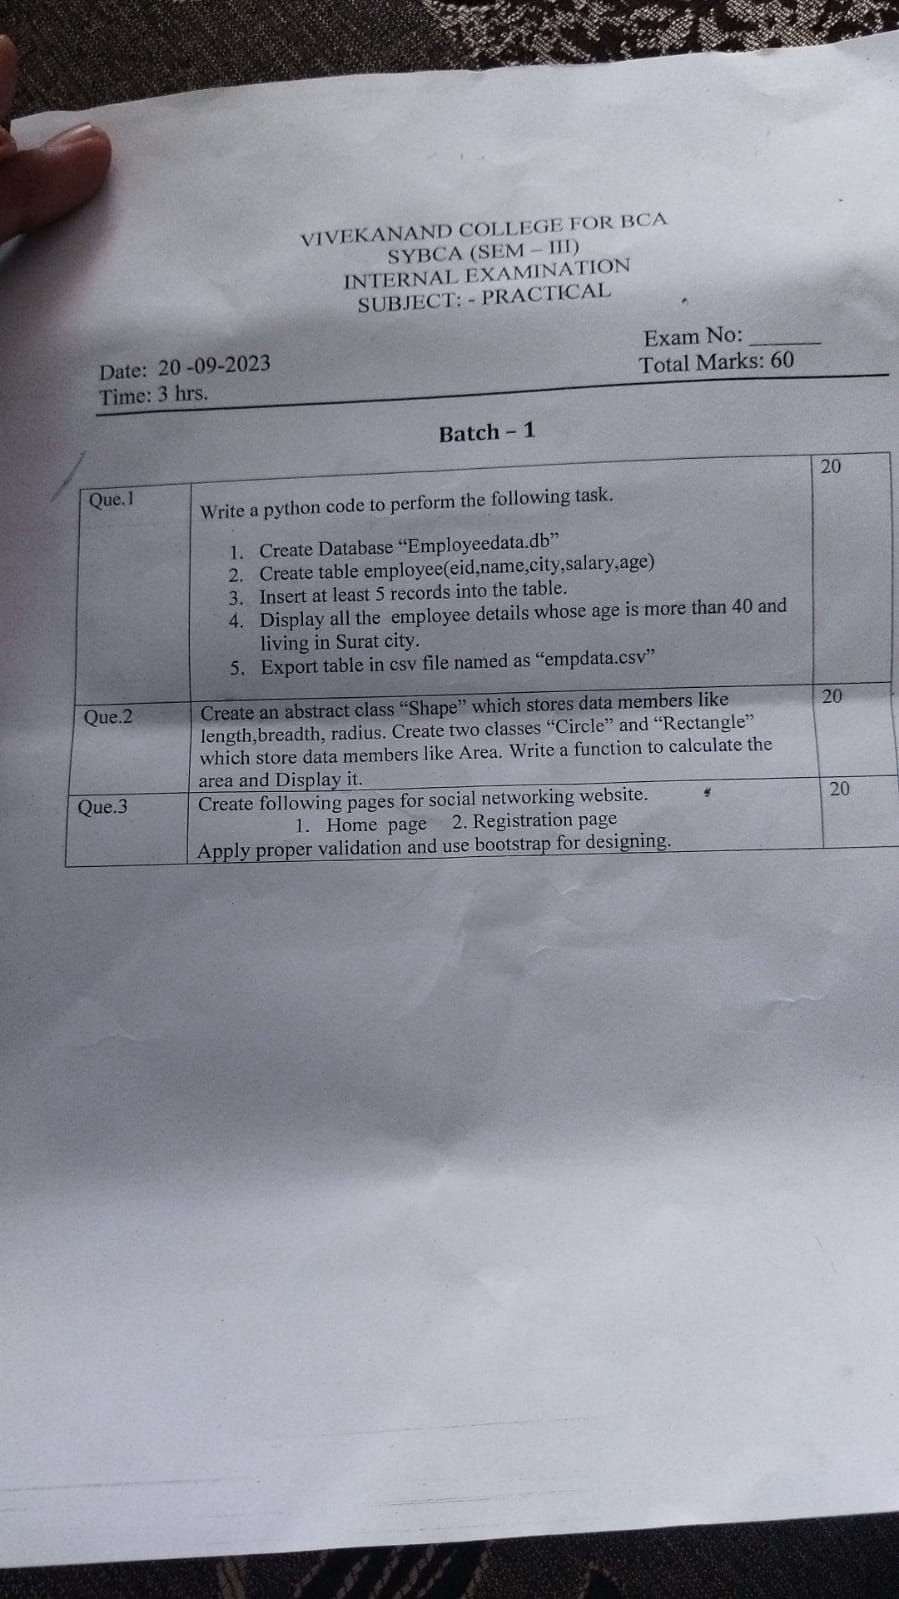 VIVEKANAND COLLEGE FOR BCA
SYBCA (SEM – III)
INTERNAL EXAMINATION
SUBJECT: - PRACTICAL
Exam No: ______
Date: 20 -09-2023
Total Marks: 60
Time: 3 hrs.
Batch – 1
Que.1
20
Write a python code to perform the following task.
1. Create Database “Employeedata.db”
2. Create table employee(eid,name,city,salary,age)
3. Insert at least 5 records into the table.
4. Display all the employee details whose age is more than 40 and
living in Surat city.
5. Export table in csv file named as “empdata.csv”
Que.2
Create an abstract class “Shape” which stores data members like
20
length,breadth, radius. Create two classes “Circle” and “Rectangle”
which store data members like Area. Write a function to calculate the
area and Display it.
Que.3
Create following pages for social networking website.
20
1. Home page 2. Registration page
Apply proper validation and use bootstrap for designing.